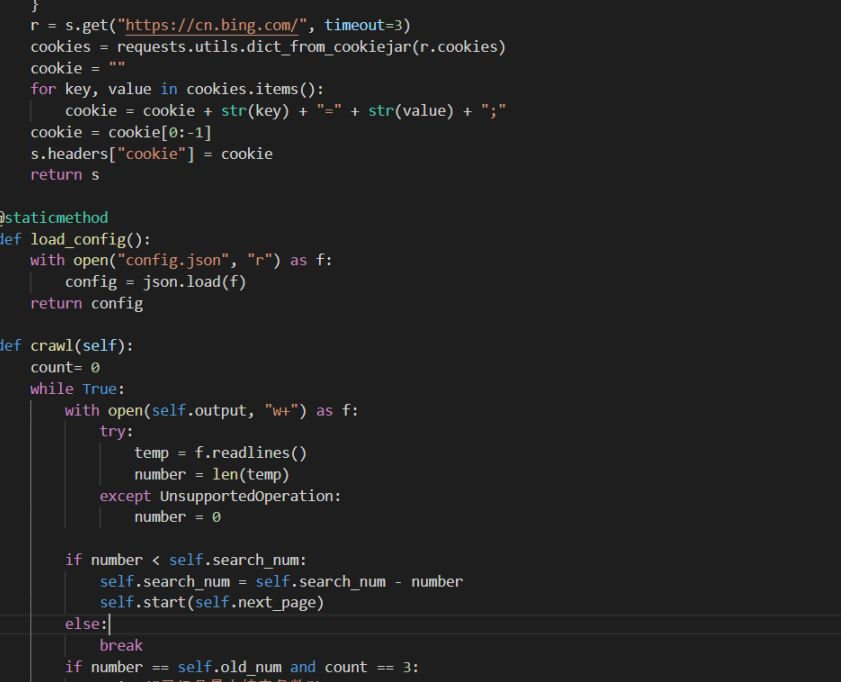 }
r = s.get("https://cn.bing.com/", timeout=3)
cookies = requests.utils.dict_from_cookiejar(r.cookies)
cookie = ""
for key, value in cookies.items():
cookie = cookie + str(key) + "=" + str(value) + ";"
cookie = cookie[0:-1]
s.headers["cookie"] = cookie
return s
@staticmethod
def load_config():
with open("config.json", "r") as f:
config = json.load(f)
return config
def crawl(self):
count= 0
while True:
with open(self.output, "w+") as f:
try:
temp = f.readlines()
number = len(temp)
except UnsupportedOperation:
number = 0
if number < self.search_num:
self.search_num = self.search_num - number
self.start(self.next_page)
else:
break
if number == self.old_num and count == 3: